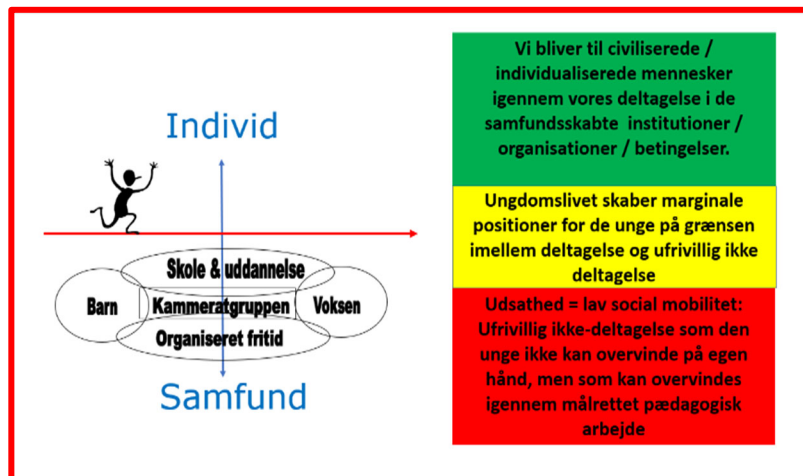 Individ
Skole & uddannelse
Barn
Kammeratgruppen
Voksen
Organiseret fritid
Samfund
Vi bliver til civiliserede /
individualiserede mennesker
igennem vores deltagelse i de
samfundsskabte institutioner /
organisationer / betingelser.
Ungdomslivet skaber marginale
positioner for de unge på grænsen
imellem deltagelse og ufrivillig ikke
deltagelse
Udsathed = lav social mobilitet:
Ufrivillig ikke-deltagelse som den
unge ikke kan overvinde på egen
hånd, men som kan overvindes
igennem målrettet pædagogisk
arbejde